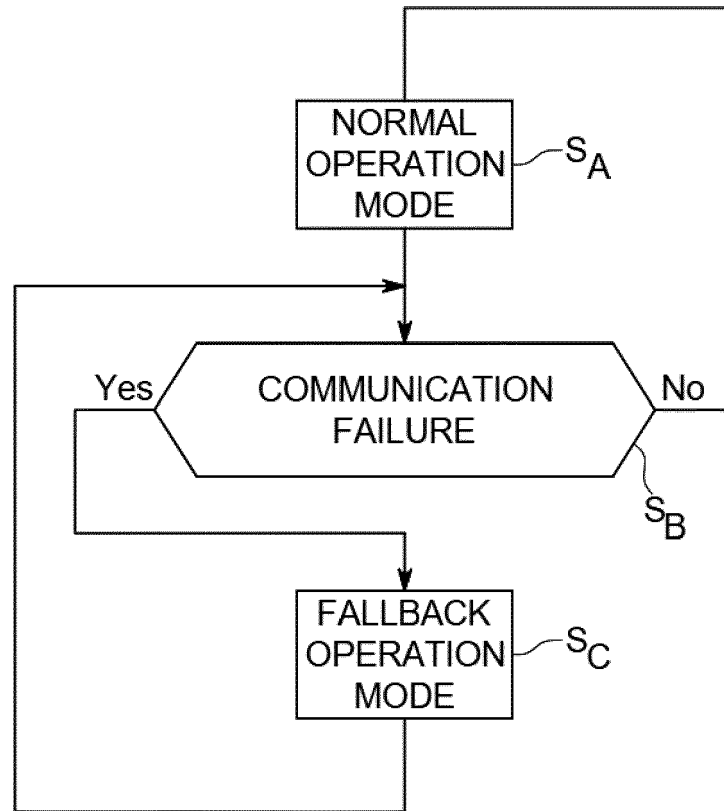 NORMAL
OPERATION
MODE
SA
Yes
COMMUNICATION
FAILURE
No
SB
FALLBACK
OPERATION
MODE
SC